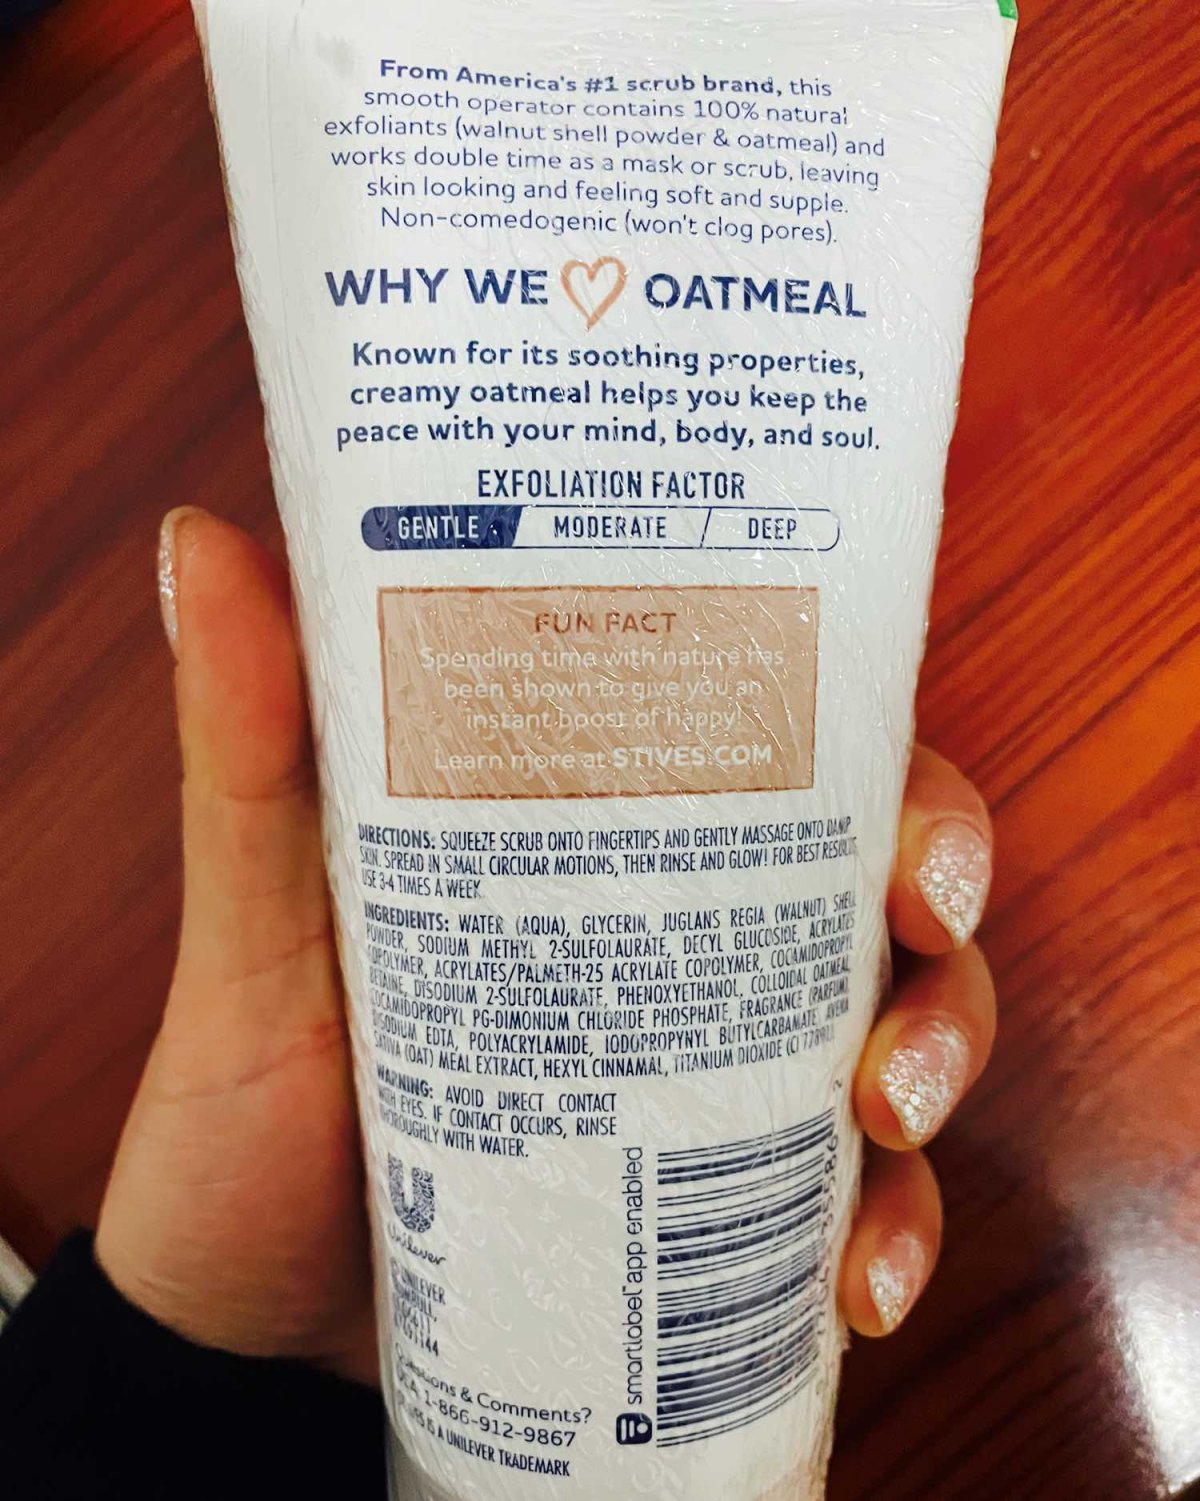 From America's #1 scrub brand, this
smooth operator contains 100% natural
exfoliants (walnut shell powder & oatmeal) and
works double time as a mask or scrub, leaving
skin looking and feeling soft and supple.
Non-comedogenic (won't clog pores).
WHY WE OATMEAL
Known for its soothing properties,
creamy oatmeal helps you keep the
peace with your mind, body, and soul.
EXFOLIATION FACTOR
GENTLE MODERATE DEEP
FUN FACT
Spending time with nature has
been shown to give you an
instant boost of happy!
Learn more at STIVES.COM
DIRECTIONS: SQUEEZE SCRUB ONTO FINGERTIPS AND GENTLY MASSAGE ONTO DAMP
SKIN. SPREAD IN SMALL CIRCULAR MOTIONS, THEN RINSE AND GLOW! FOR BEST RESULTS
USE 3-4 TIMES A WEEK
INGREDIENTS: WATER (AQUA), GLYCERIN, JUGLANS REGIA (WALNUT) SHELL
POWDER, SODIUM METHYL 2-SULFOLAURATE, DECYL GLUCOSIDE, ACRYLATES
COPOLYMER, ACRYLATES/PALMETH-25 ACRYLATE COPOLYMER, COCAMIDOPROPYL
BETAINE, DISODIUM 2-SULFOLAURATE, PHENOXYETHANOL, COLLOIDAL OATMEAL,
COCAMIDOPROPYL PG-DIMONIUM CHLORIDE PHOSPHATE, FRAGRANCE (PARFUM),
DISODIUM EDTA, POLYACRYLAMIDE, IODOPROPYNYL BUTYLCARBAMATE, AVENA
SATIVA (OAT) MEAL EXTRACT, HEXYL CINNAMAL, TITANIUM DIOXIDE (CI 77891).
WARNING: AVOID DIRECT CONTACT
WITH EYES. IF CONTACT OCCURS, RINSE
THOROUGHLY WITH WATER.
Unilever
UNILEVER
TRUMBULL,
06611
Questions & Comments?
1-866-912-9867
IS A UNILEVER TRADEMARK
smartlabel™ app enabled